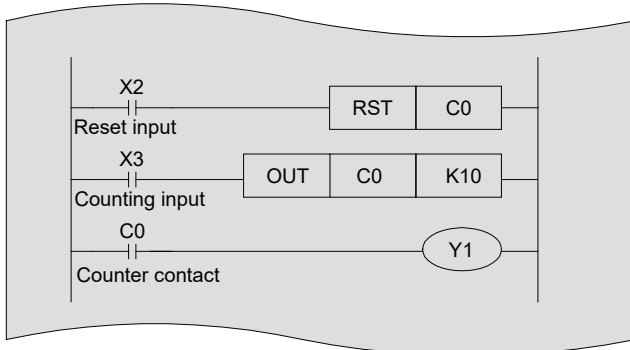 X2
RST C0
Reset input
X3
OUT C0 K10
Counting input
C0
Y1
Counter contact